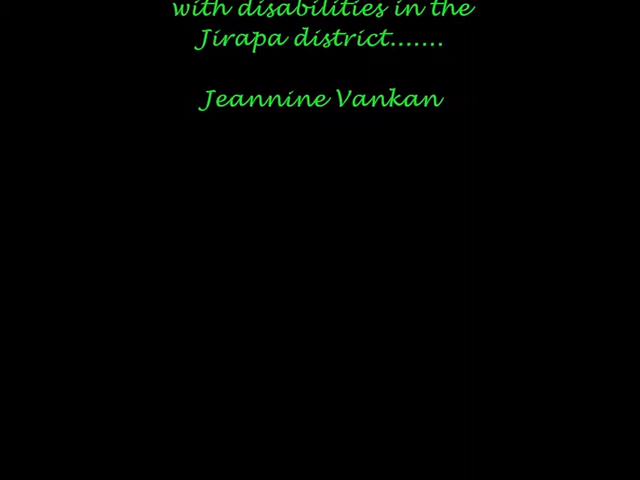 with disabilities in the
Jirapa district.......
Jeannine Vankan